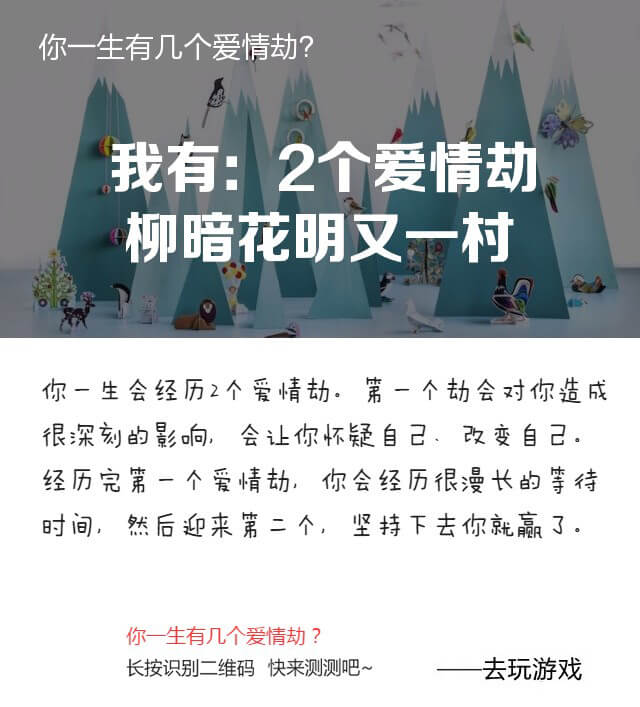 你一生有几个爱情劫?
我有：2个爱情劫
柳暗花明又一村
你一生会经历2个爱情劫。第一个劫会对你造成
很深刻的影响，会让你怀疑自己、改变自己。
经历完第一个爱情劫，你会经历很漫长的等待
时间，然后迎来第二个，坚持下去你就赢了。
你一生有几个爱情劫？
长按识别二维码 快来测测吧~
——去玩游戏